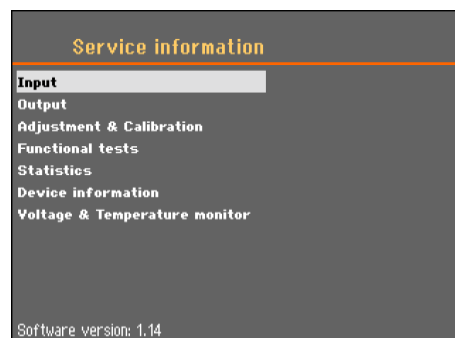 Service information
Input
Output
Adjustment & Calibration
Functional tests
Statistics
Device information
Voltage & Temperature monitor
Software version: 1.14